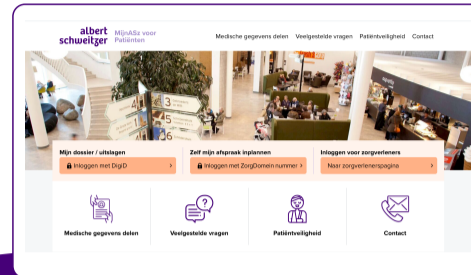 albert
schweitzer
MijnASz voor
Patiënten
Medische gegevens delen Veelgestelde vragen Patiëntveiligheid Contact
3
4
5
6
Mijn dossier / uitslagen
Inloggen met DigiD
Zelf mijn afspraak inplannen
Inloggen met ZorgDomein nummer
Inloggen voor zorgverleners
Naar zorgverlenerspagina
Medische gegevens delen
Veelgestelde vragen
Patiëntveiligheid
Contact